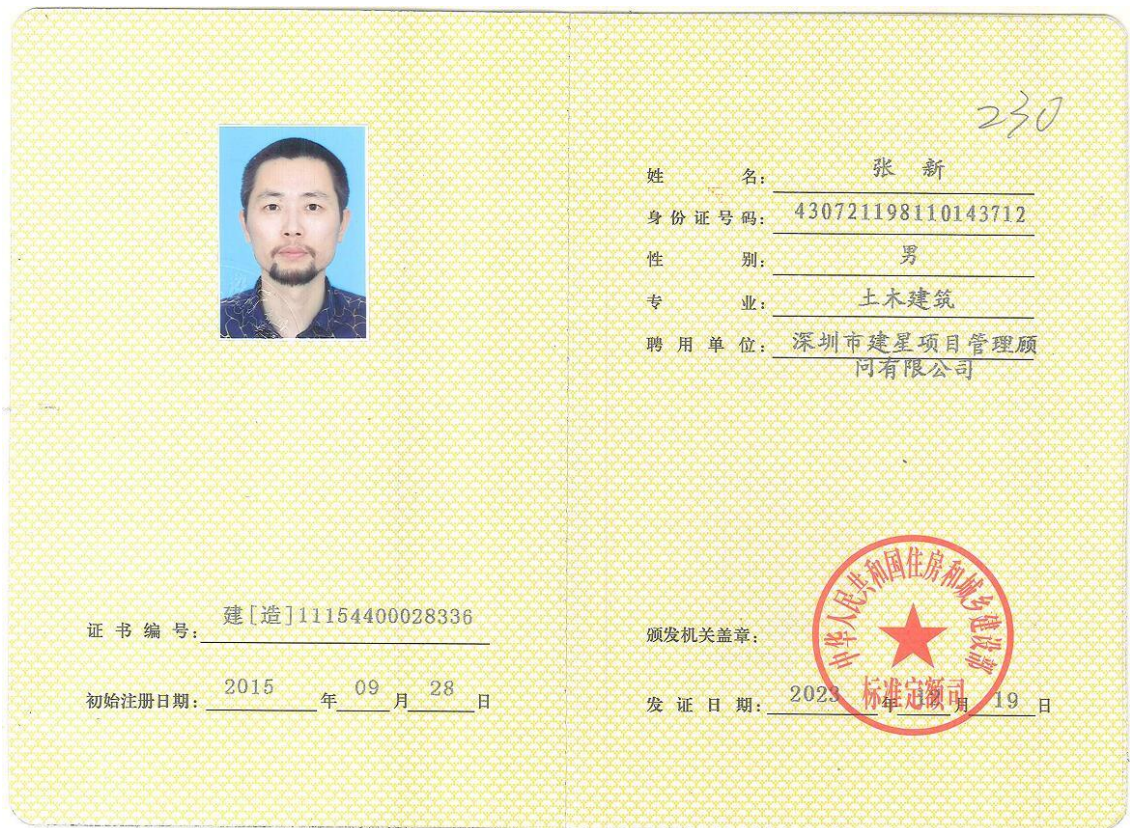 230
姓 名: 张 新
身份证号码: 430721198110143712
性 别: 男
专 业: 土木建筑
聘用单位: 深圳市建星项目管理顾
问有限公司
证书编号: 建[造]11154400028336
初始注册日期: 2015 年 09 月 28 日
颁发机关盖章:
中华人民共和国住房和城乡建设部
标准定额司
发证日期: 2023 年 12 月 19 日